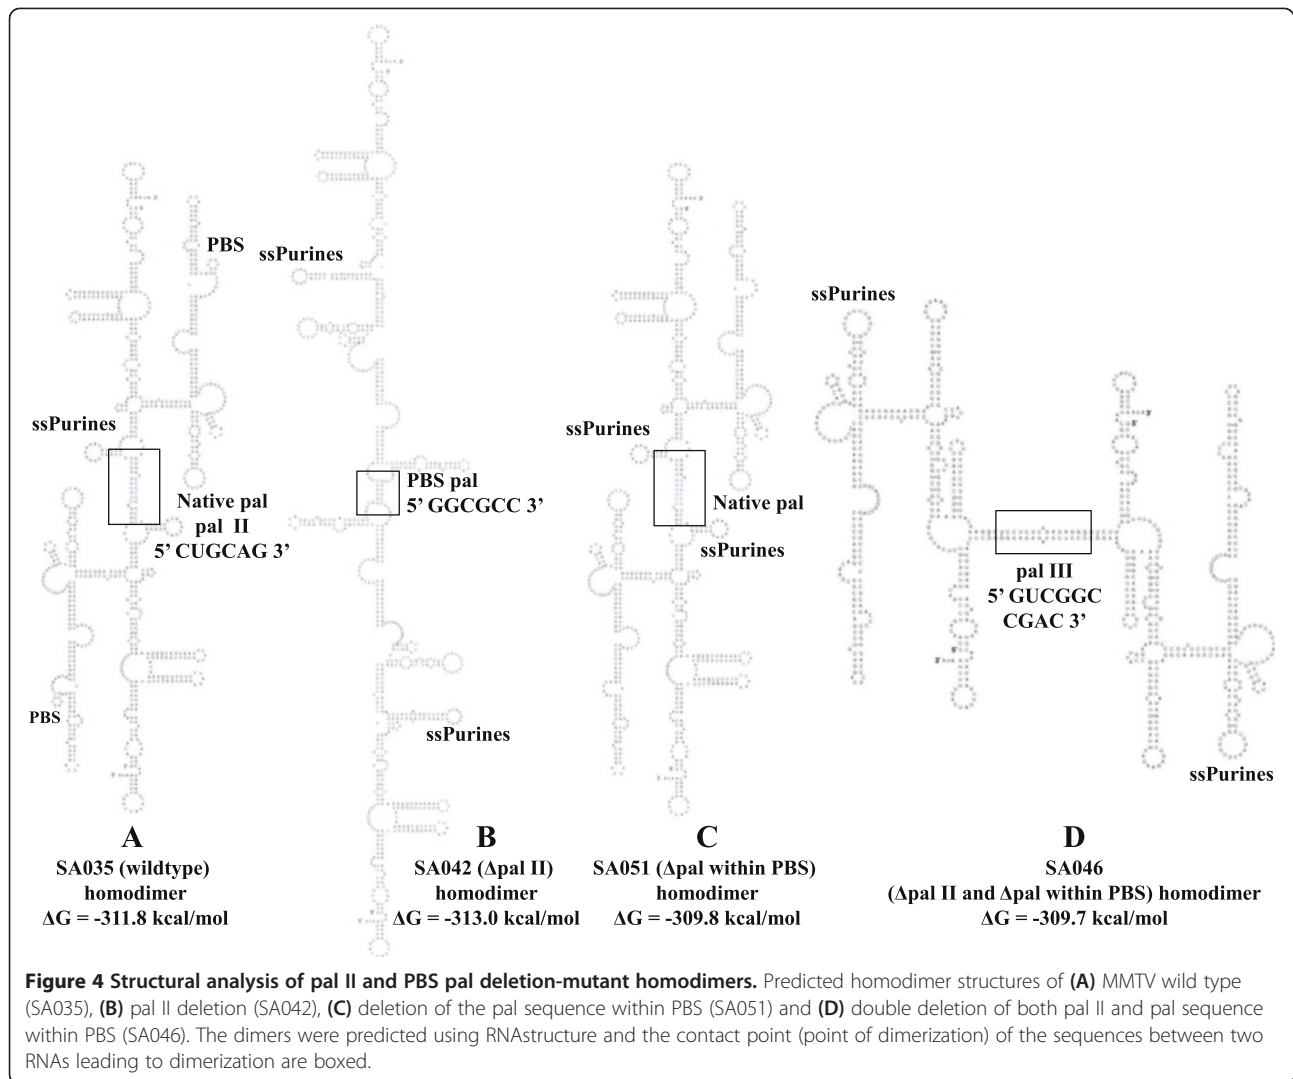 PBS
ssPurines
ssPurines
Native pal
pal II
5’ CUGCAG 3’
PBS
A
SA035 (wildtype)
homodimer
ΔG = -311.8 kcal/mol
PBS pal
5’ GGCGCC 3’
ssPurines
B
SA042 (Δpal II)
homodimer
ΔG = -313.0 kcal/mol
ssPurines
Native pal
ssPurines
C
SA051 (Δpal within PBS)
homodimer
ΔG = -309.8 kcal/mol
ssPurines
pal III
5’ GUCGGC
CGAC 3’
ssPurines
D
SA046
(Δpal II and Δpal within PBS) homodimer
ΔG = -309.7 kcal/mol
Figure 4 Structural analysis of pal II and PBS pal deletion-mutant homodimers. Predicted homodimer structures of (A) MMTV wild type
(SA035), (B) pal II deletion (SA042), (C) deletion of the pal sequence within PBS (SA051) and (D) double deletion of both pal II and pal sequence
within PBS (SA046). The dimers were predicted using RNAstructure and the contact point (point of dimerization) of the sequences between two
RNAs leading to dimerization are boxed.